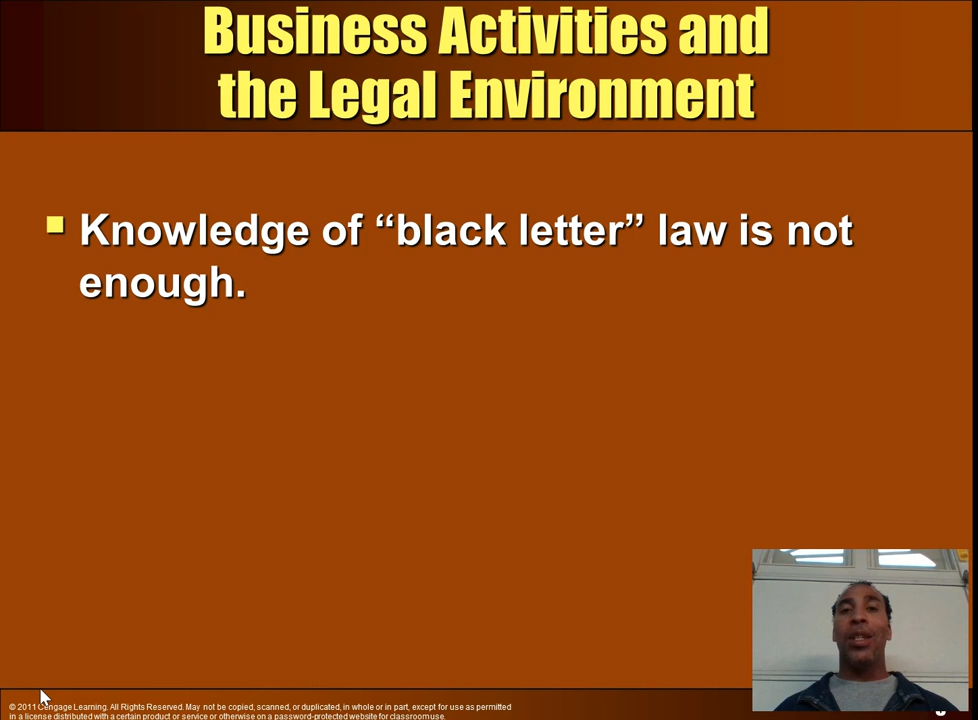 Business Activities and
the Legal Environment
Knowledge of “black letter” law is not
enough.
© 2011 Cengage Learning. All Rights Reserved. May not be copied, scanned, or duplicated, in whole or in part, except for use as permitted
in a license distributed with a certain product or service or otherwise on a password-protected website for classroom use.